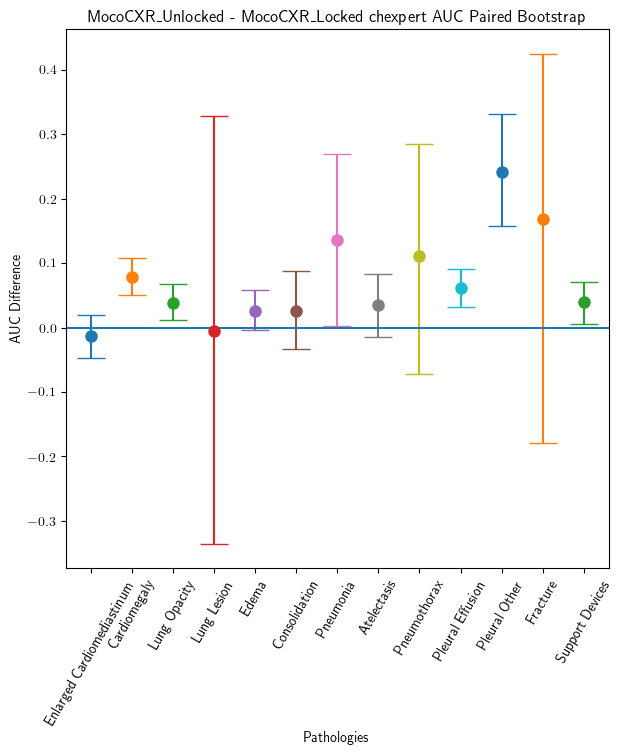 MocoCXR_Unlocked - MocoCXR_Locked chexpert AUC Paired Bootstrap
AUC Difference
0.4
0.3
0.2
0.1
0.0
−0.1
−0.2
−0.3
Enlarged Cardiomediastinum
Cardiomegaly
Lung Opacity
Lung Lesion
Edema
Consolidation
Pneumonia
Atelectasis
Pneumothorax
Pleural Effusion
Pleural Other
Fracture
Support Devices
Pathologies